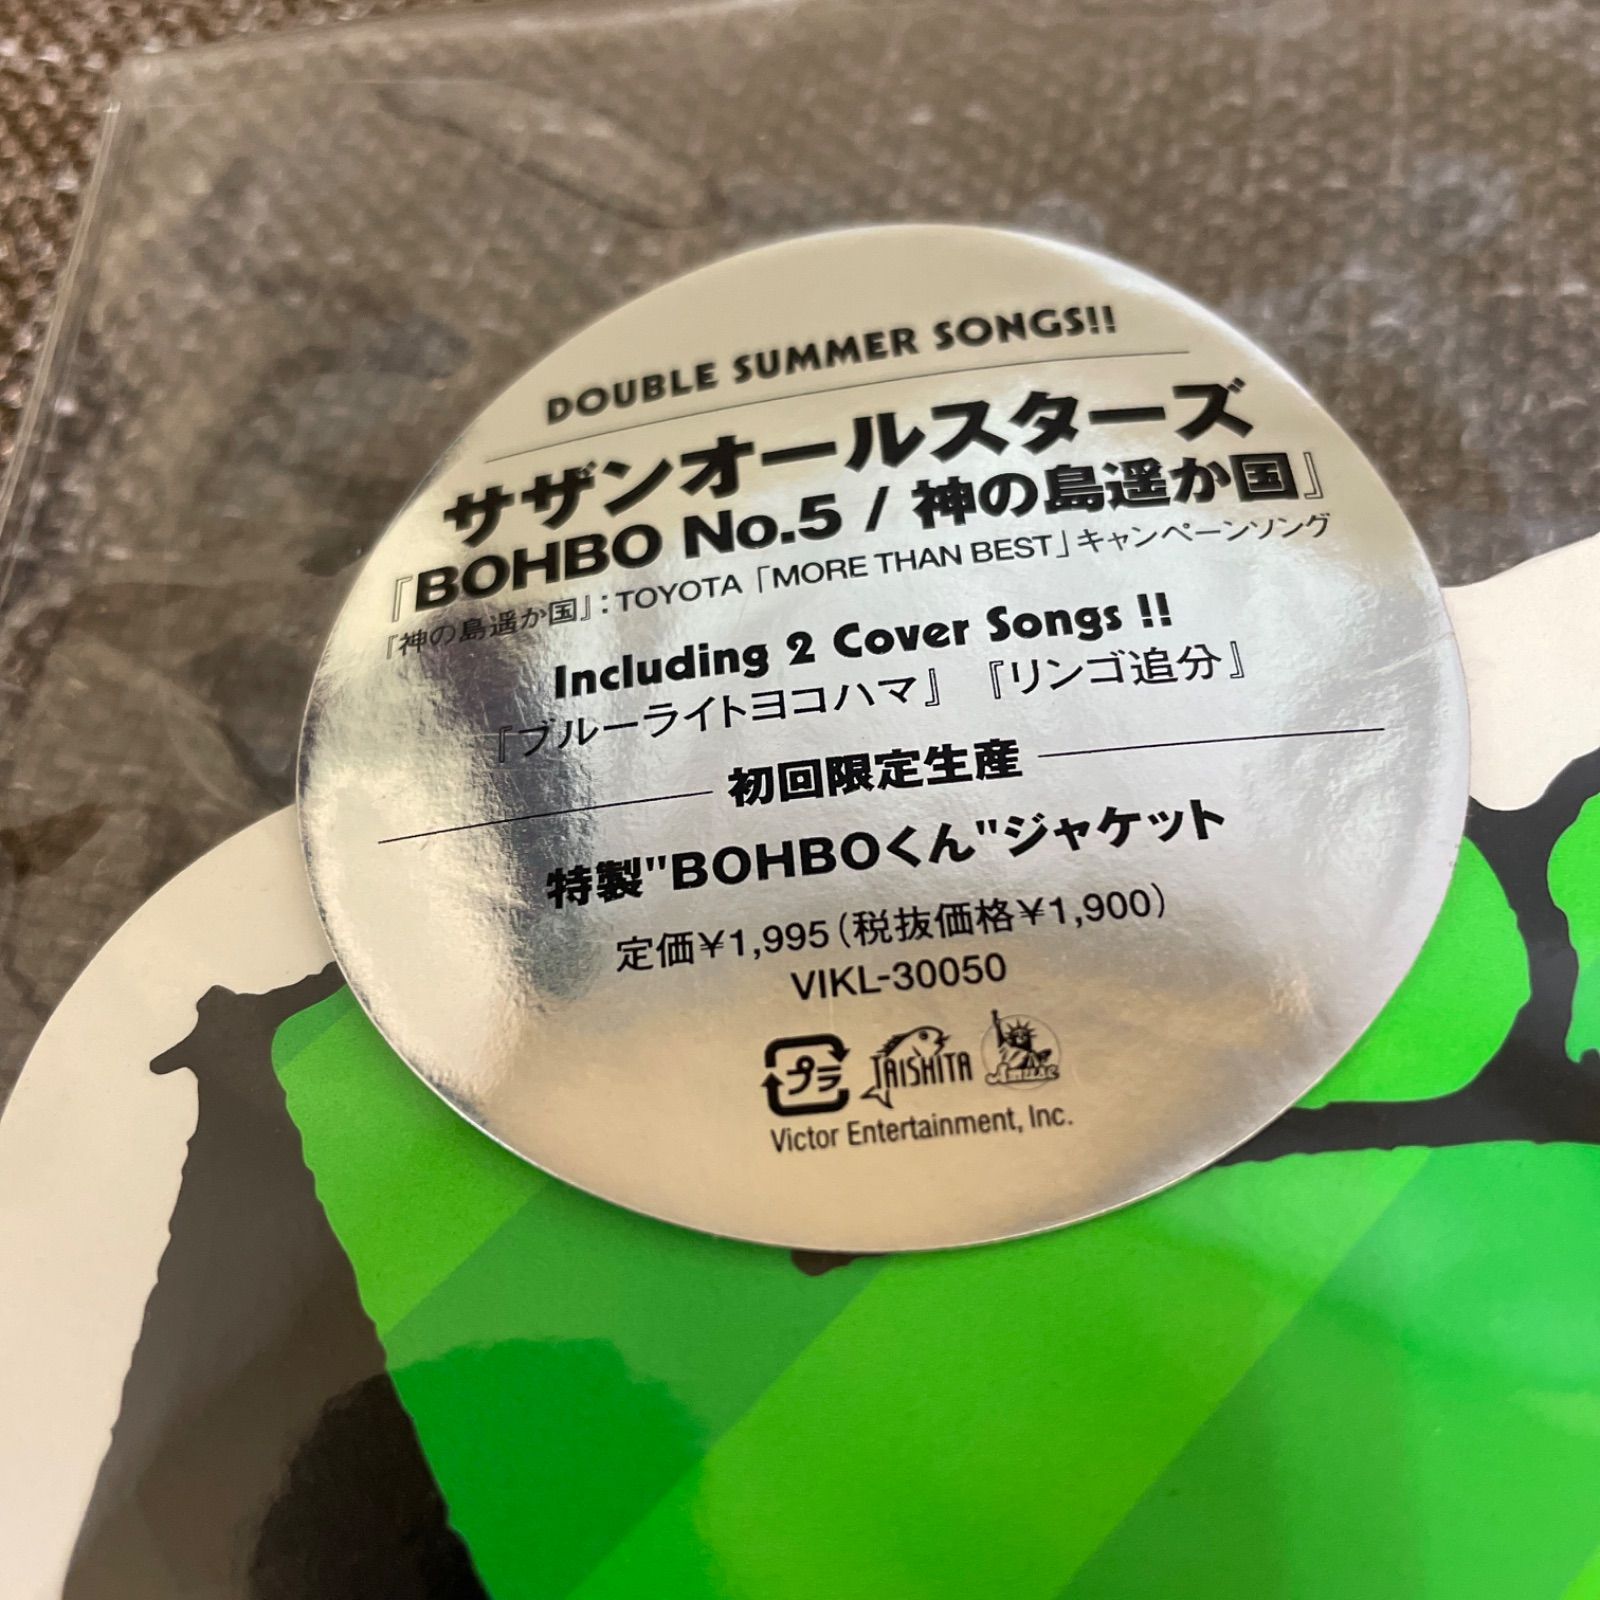 DOUBLE SUMMER SONGS!!
サザンオールスターズ
『BOHBO No.5 / 神の島遥か国』
『神の島遥か国』：TOYOTA「MORE THAN BEST」キャンペーンソング
Including 2 Cover Songs !!
『ブルーライトヨコハマ』『リンゴ追分』
初回限定生産
特製"BOHBOくん"ジャケット
定価¥1,995（税抜価格¥1,900）
VIKL-30050
プラ TAISHITA AMUSE
Victor Entertainment, Inc.